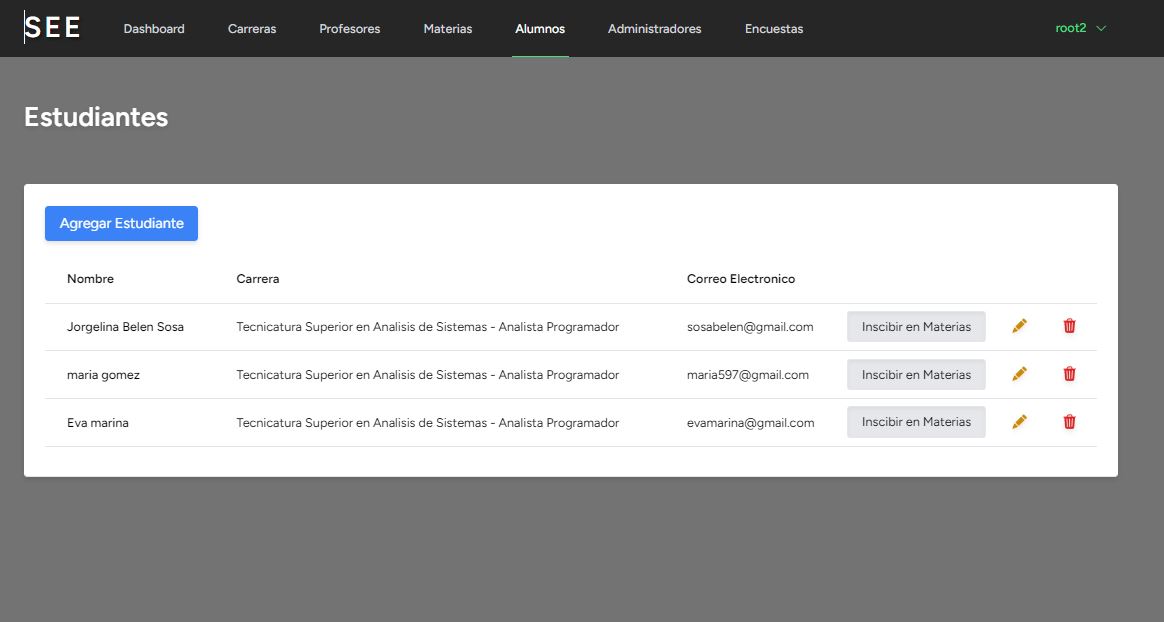 SEE Dashboard Carreras Profesores Materias Alumnos Administradores Encuestas root2
Estudiantes
Agregar Estudiante
Nombre Carrera Correo Electronico
Jorgelina Belen Sosa Tecnicatura Superior en Analisis de Sistemas - Analista Programador sosabelen@gmail.com Inscibir en Materias
maria gomez Tecnicatura Superior en Analisis de Sistemas - Analista Programador maria597@gmail.com Inscibir en Materias
Eva marina Tecnicatura Superior en Analisis de Sistemas - Analista Programador evamarina@gmail.com Inscibir en Materias